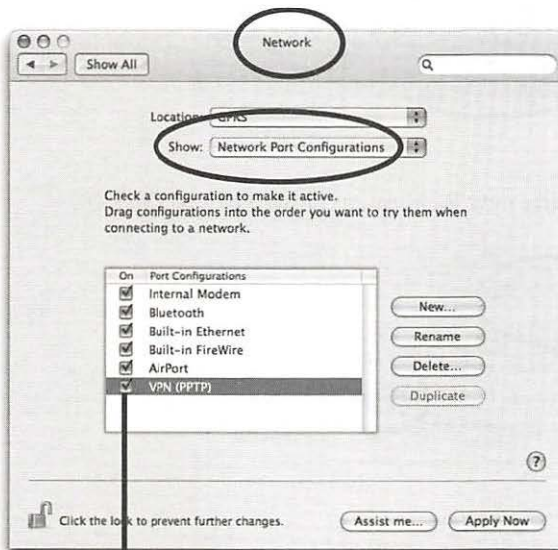 Network
Show All
Location: GPRS
Show: Network Port Configurations
Check a configuration to make it active.
Drag configurations into the order you want to try them when
connecting to a network.
On Port Configurations
Internal Modem
Bluetooth
Built-in Ethernet
Built-in FireWire
AirPort
VPN (PPTP)
New...
Rename
Delete...
Duplicate
?
Click the lock to prevent further changes.
Assist me...
Apply Now